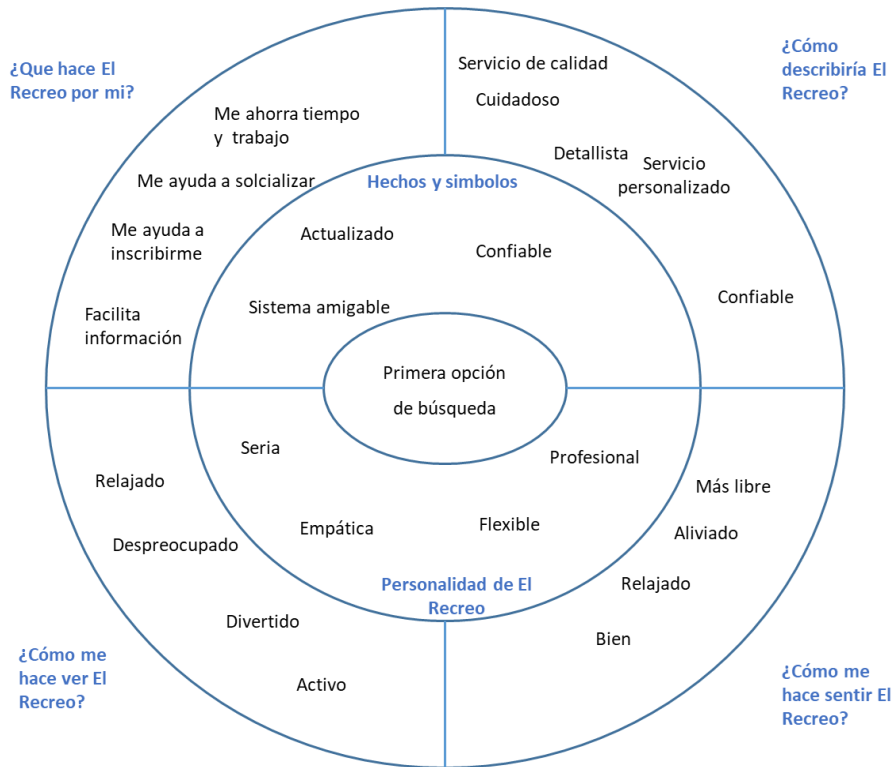 ¿Que hace El
Recreo por mi?
Me ahorra tiempo
y trabajo
Me ayuda a solcializar
Me ayuda a
inscribirme
Facilita
información
¿Cómo
describiría El
Recreo?
Servicio de calidad
Cuidadoso
Detallista
Servicio
personalizado
Confiable
Hechos y simbolos
Actualizado
Confiable
Sistema amigable
Primera opción
de búsqueda
Seria
Profesional
Empática
Flexible
Personalidad de El
Recreo
Relajado
Despreocupado
Divertido
Activo
¿Cómo me
hace ver El
Recreo?
Más libre
Aliviado
Relajado
Bien
¿Cómo me
hace sentir El
Recreo?